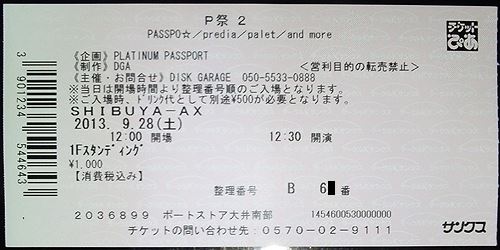 P祭 2
PASSPO☆／predia／palet／and more
チケットぴあ
《企画》PLATINUM PASSPORT
《制作》DGA
＜営利目的の転売禁止＞
《主催・お問合せ》DISK GARAGE 050-5533-0888
※当日は開場時間より整理番号順のご入場となります。
※ご入場時、ﾄﾞﾘﾝｸ代として別途¥500が必要となります。
SHIBUYA-AX
2013. 9.28(土)
12:00 開場 12:30 開演
1Fｽﾀﾝﾃﾞｨﾝｸﾞ
¥1,000
【消費税込み】
整理番号 B 6 番
2036899 ポートストア大井南部 1454600530000000
チケットの問い合わせ先：0570-02-9111
サンクス
3 901234 544643